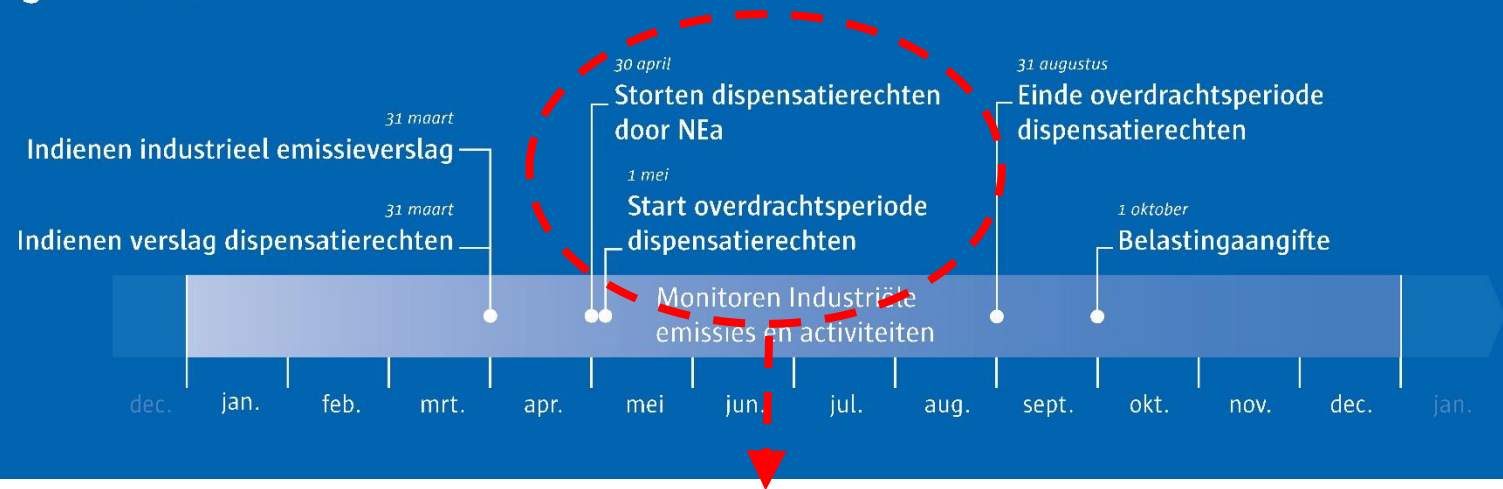 30 april
Storten dispensatierechten
door NEa
31 augustus
Einde overdrachtsperiode
dispensatierechten
31 maart
Indienen industrieel emissieverslag
1 mei
Start overdrachtsperiode
dispensatierechten
31 maart
Indienen verslag dispensatierechten
1 oktober
Belastingaangifte
Monitoren Industriële
emissies en activiteiten
dec. jan. feb. mrt. apr. mei jun. jul. aug. sept. okt. nov. dec. jan.